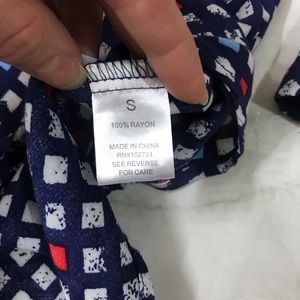 S
100% RAYON
MADE IN CHINA
RN#102724
SEE REVERSE
FOR CARE